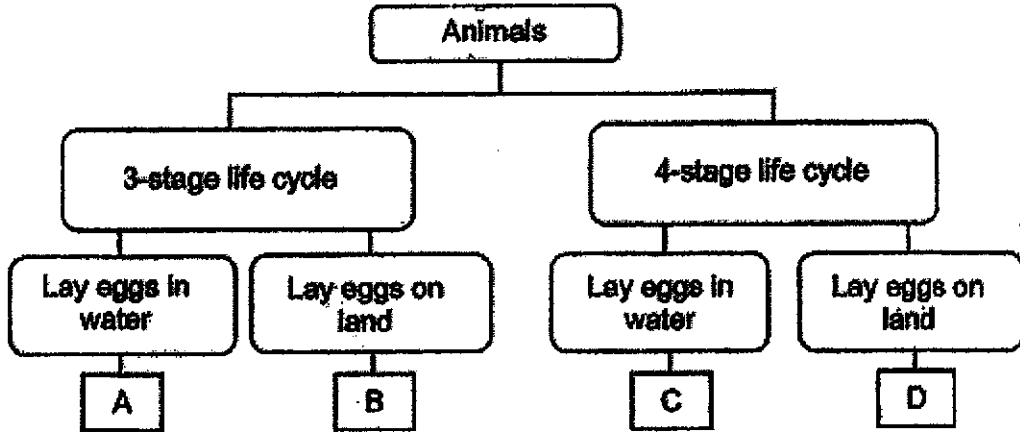 Animals
3-stage life cycle
4-stage life cycle
Lay eggs in
water
Lay eggs on
land
Lay eggs in
water
Lay eggs on
land
A
B
C
D